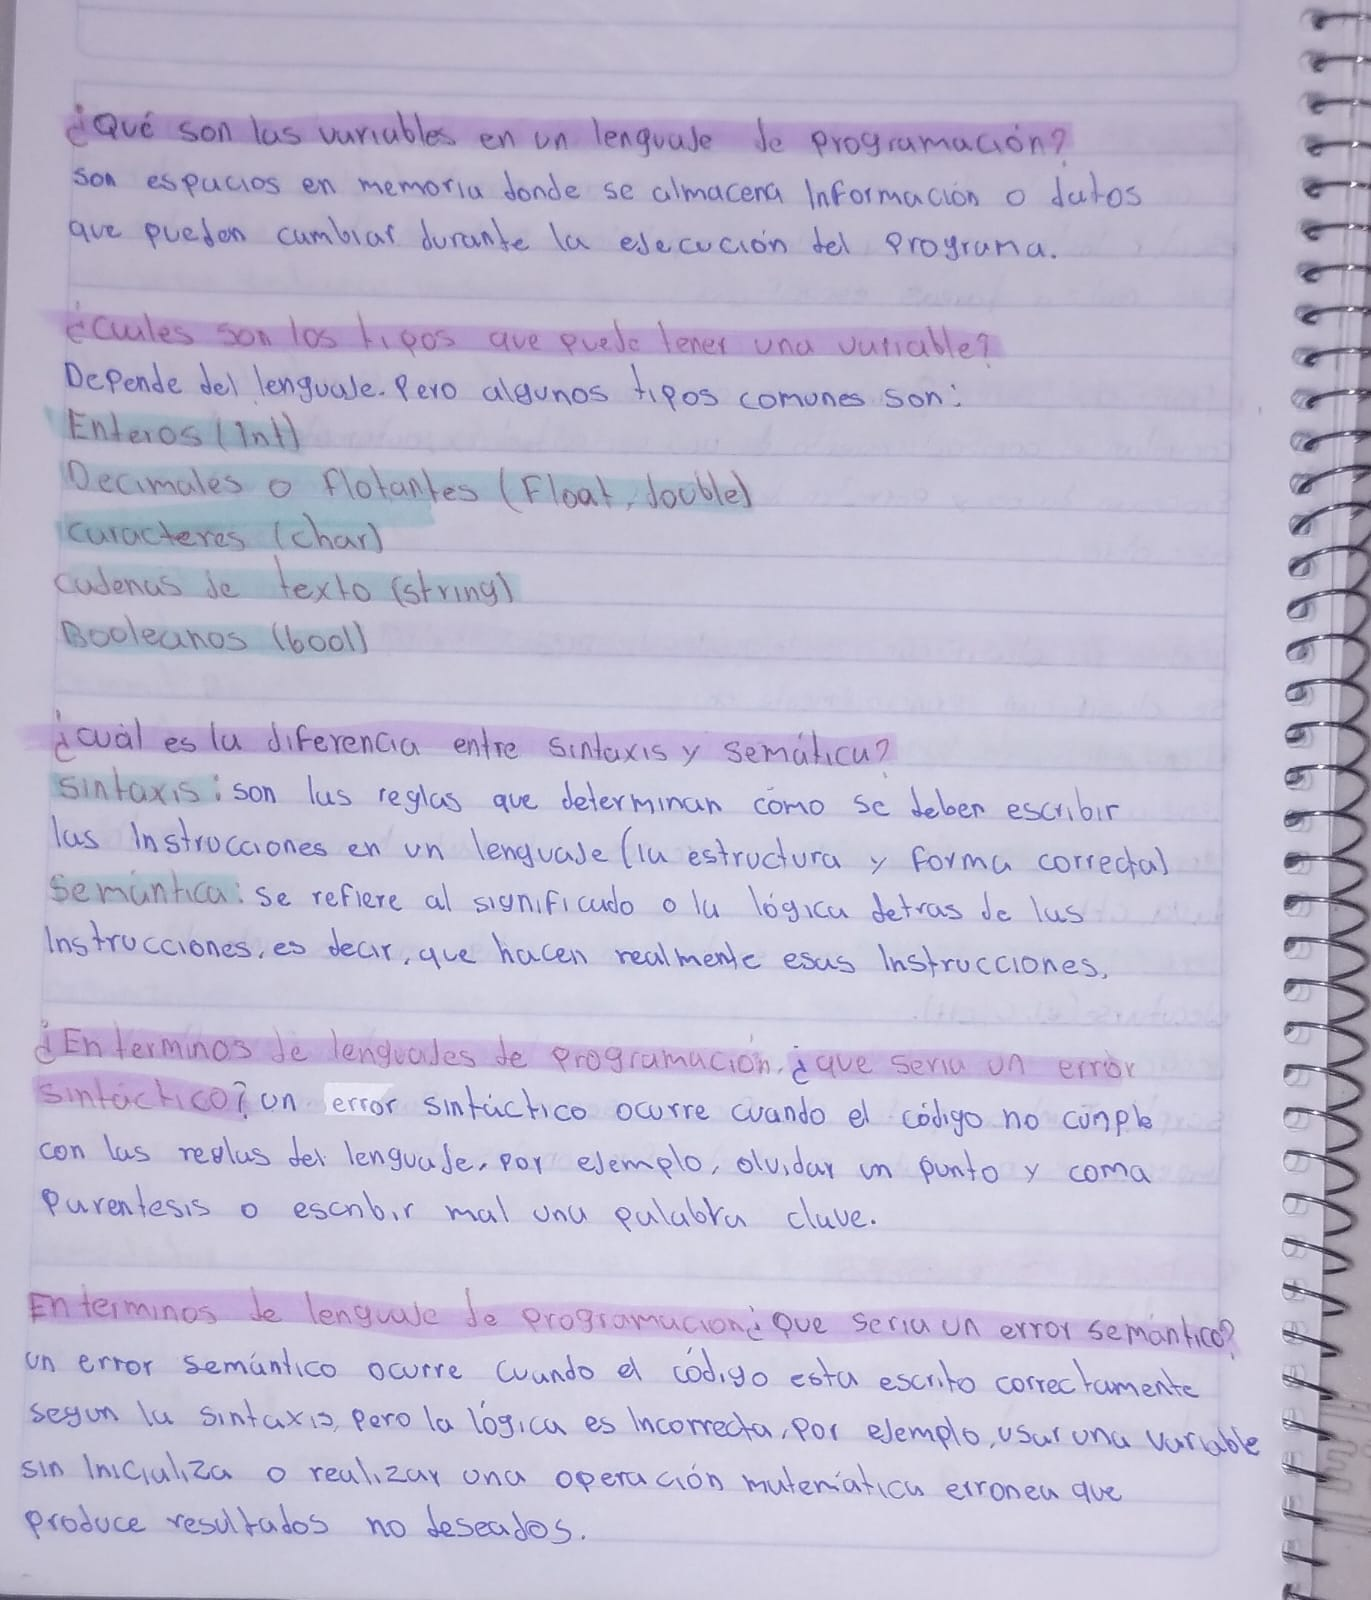 ¿Qué son las variables en un lenguaje de programación?
son espacios en memoria donde se almacena Información o datos
que pueden cambiar durante la ejecución del programa.
¿cuales son los tipos que puede tener una variable?
Depende del lenguaje. Pero algunos tipos comunes son:
Enteros (Int)
Decimales o flotantes (Float, double)
caracteres (char)
cadenas de texto (string)
Booleanos (bool)
¿cuál es la diferencia entre sintaxis y semática?
sintaxis: son las reglas que determinan cómo se deben escribir
las Instrucciones en un lenguaje (la estructura y forma correcta)
semántica: se refiere al significado o la lógica detras de las
Instrucciones, es decir, que hacen realmente esas Instrucciones,
¿En terminos de lenguajes de programación, ¿que seria un error
sintáctico? un error sintáctico ocurre cuando el código no cumple
con las reglas del lenguaje, por ejemplo, olvidar un punto y coma
parentesis o escribir mal una palabra clave.
En terminos de lenguaje de programacion¿ Que seria un error semántico?
un error semántico ocurre cuando el código esta escrito correctamente
segun la sintaxis, pero la lógica es Incorrecta, por ejemplo, usar una variable
sin Inicializa o realizar una operación matemática erronea que
produce resultados no deseados.